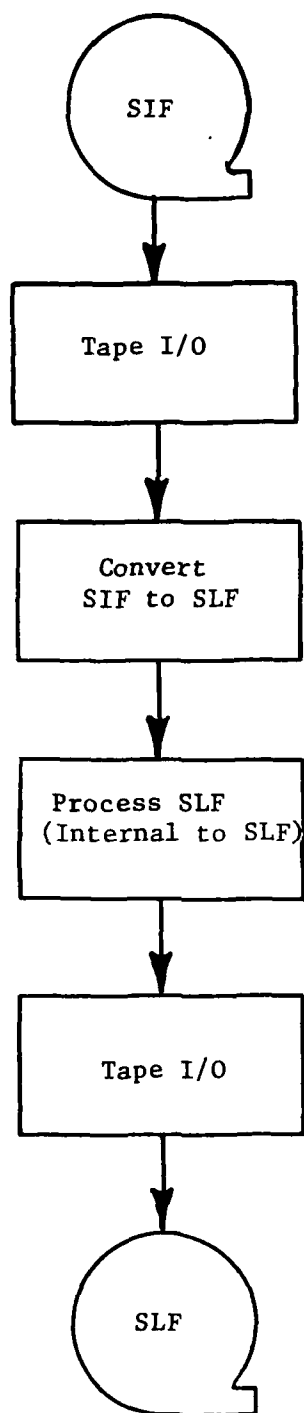 SIF
Tape I/O
Convert
SIF to SLF
Process SLF
(Internal to SLF)
Tape I/O
SLF